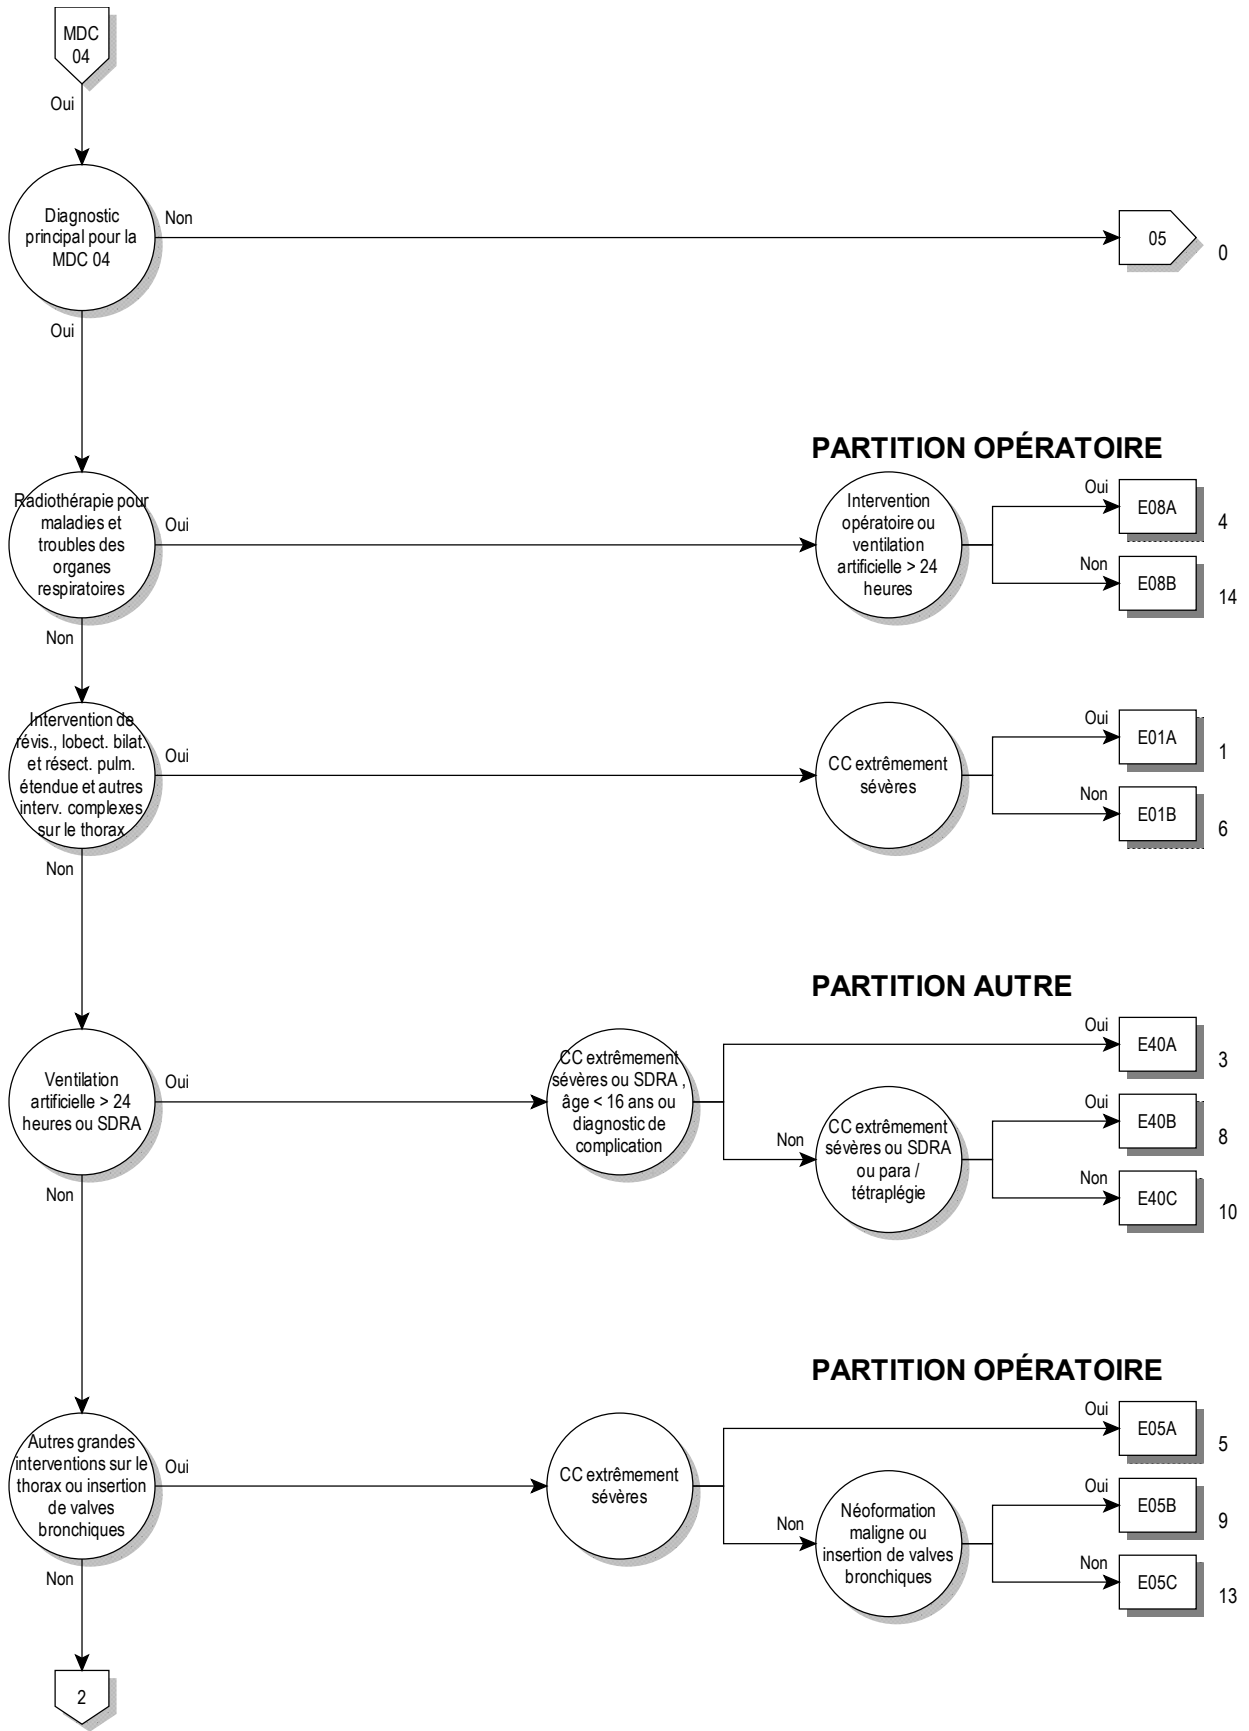 MDC
04
Oui
Diagnostic
principal pour la
MDC 04
Non
05
0
Oui
PARTITION OPÉRATOIRE
Radiothérapie pour
maladies et
troubles des
organes
respiratoires
Oui
Intervention
opératoire ou
ventilation
artificielle > 24
heures
Oui
E08A
4
Non
E08B
14
Non
Intervention de
révis., lobect. bilat.
et résect. pulm.
étendue et autres
interv. complexes
sur le thorax
Oui
CC extrêmement
sévères
Oui
E01A
1
Non
E01B
6
Non
PARTITION AUTRE
Ventilation
artificielle > 24
heures ou SDRA
Oui
CC extrêmement
sévères ou SDRA ,
âge < 16 ans ou
diagnostic de
complication
Oui
E40A
3
Non
CC extrêmement
sévères ou SDRA
ou para /
tétraplégie
Oui
E40B
8
Non
E40C
10
Non
PARTITION OPÉRATOIRE
Autres grandes
interventions sur le
thorax ou insertion
de valves
bronchiques
Oui
CC extrêmement
sévères
Oui
E05A
5
Non
Néoformation
maligne ou
insertion de valves
bronchiques
Oui
E05B
9
Non
E05C
13
Non
2